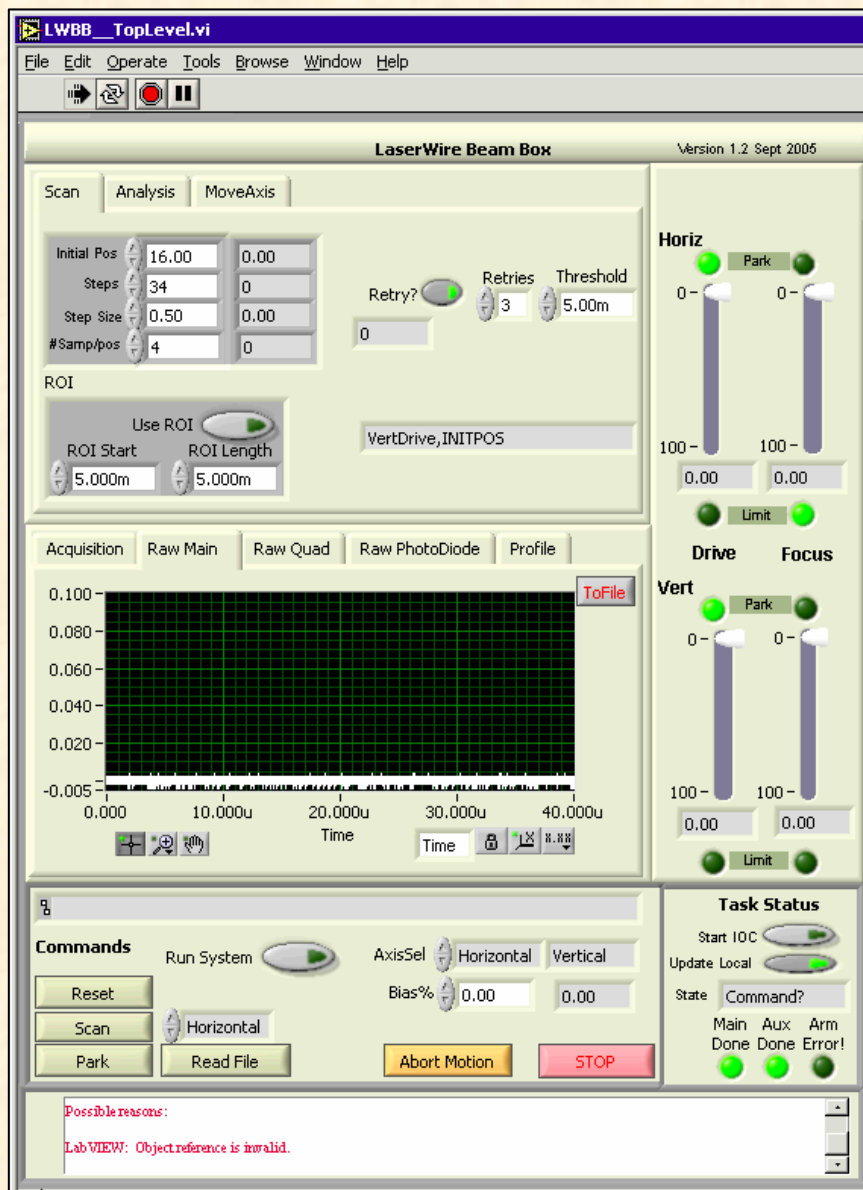 LWBB__TopLevel.vi
File Edit Operate Tools Browse Window Help
LaserWire Beam Box
Version 1.2 Sept 2005
Scan Analysis MoveAxis
Initial Pos 16.00 0.00
Steps 34 0
Step Size 0.50 0.00
#Samp/pos 4 0
Retry? Retries Threshold
3 5.00m
0
ROI
Use ROI
ROI Start ROI Length
5.000m 5.000m
VertDrive,INITPOS
Horiz
Park
0- 0-
100- 100-
0.00 0.00
Limit
Drive Focus
Vert
Park
0- 0-
100- 100-
0.00 0.00
Limit
Acquisition Raw Main Raw Quad Raw PhotoDiode Profile
ToFile
0.100
0.080
0.060
0.040
0.020
-0.005
0.000 10.000u 20.000u 30.000u 40.000u
Time
Time
X
X.XX
Commands
Run System
AxisSel Horizontal Vertical
Bias% 0.00 0.00
Reset
Scan Horizontal
Park Read File Abort Motion STOP
Task Status
Start IOC
Update Local
State Command?
Main Aux Arm
Done Done Error!
Possible reasons:
LabVIEW: Object reference is invalid.